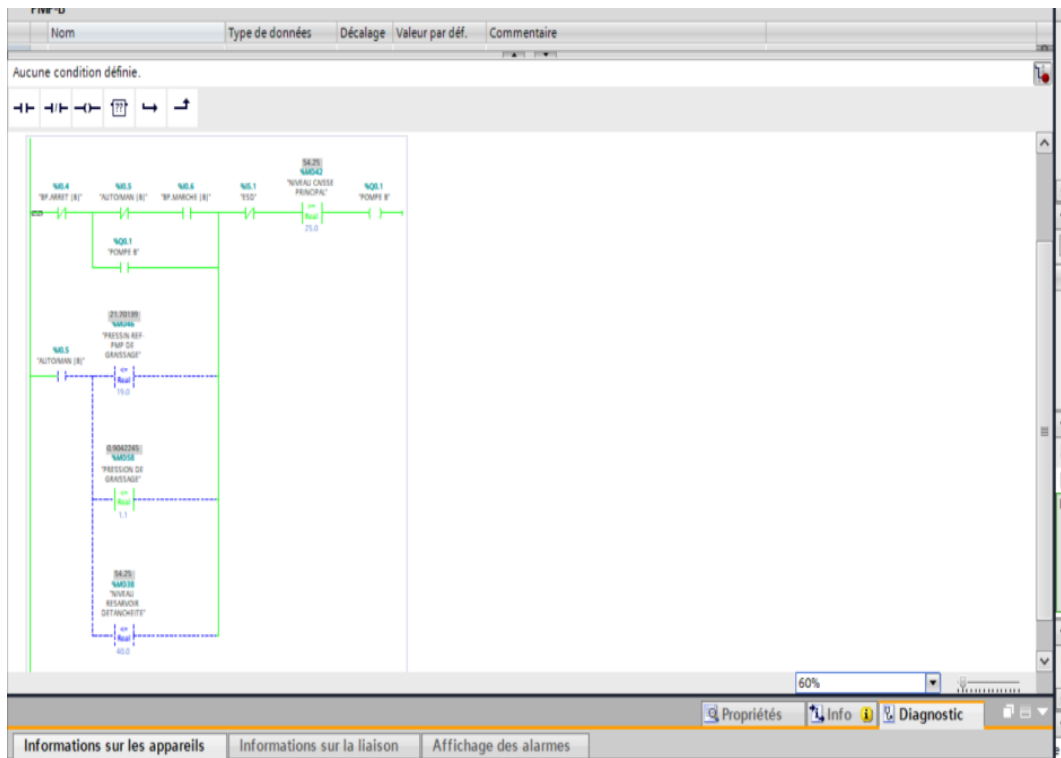 PMP-B
Nom Type de données Décalage Valeur par déf. Commentaire
Aucune condition définie.
??
54.25
%MD42
"NIVEAU CAISSE
PRINCIPAL"
%I0.4 %I0.5 %I0.6 %I5.1 %Q0.1
"BP.ARRET (B)" "AUTO/MAN (B)" "BP.MARCHE (B)" "ESD" "POMPE B"
Real
25.0
%Q0.1
"POMPE B"
21.70189
%MD46
"PRESSIN REF-
PMP DE
GRAISSAGE"
%I0.5
"AUTO/MAN (B)"
<=
Real
19.0
0.9042245
%MD58
"PRESSION DE
GRAISSAGE"
<=
Real
1.1
54.25
%MD38
"NIVEAU
RESARVOIR
DETANCHEITE"
<=
Real
40.0
60%
Propriétés Info Diagnostic
Informations sur les appareils Informations sur la liaison Affichage des alarmes